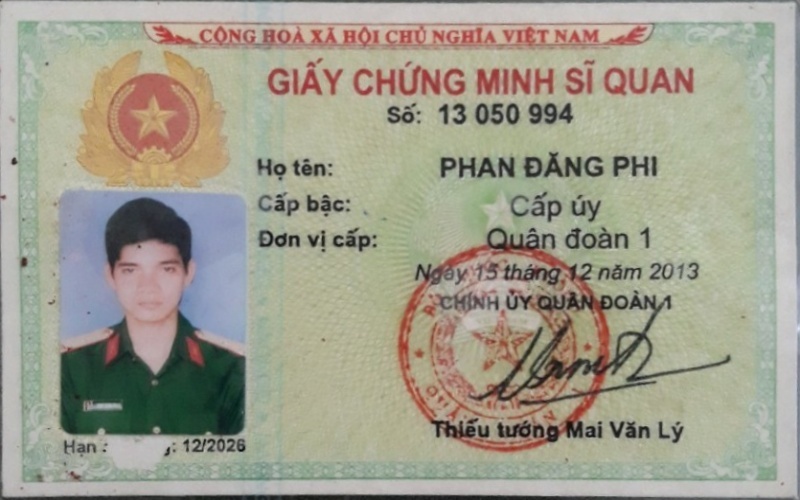 CỘNG HOÀ XÃ HỘI CHỦ NGHĨA VIỆT NAM
GIẤY CHỨNG MINH SĨ QUAN
Số: 13 050 994
Họ tên: PHAN ĐĂNG PHI
Cấp bậc: Cấp úy
Đơn vị cấp: Quân đoàn 1
Ngày 15 tháng 12 năm 2013
CHÍNH ỦY QUÂN ĐOÀN 1
Thiếu tướng Mai Văn Lý
Hạn : g: 12/2026